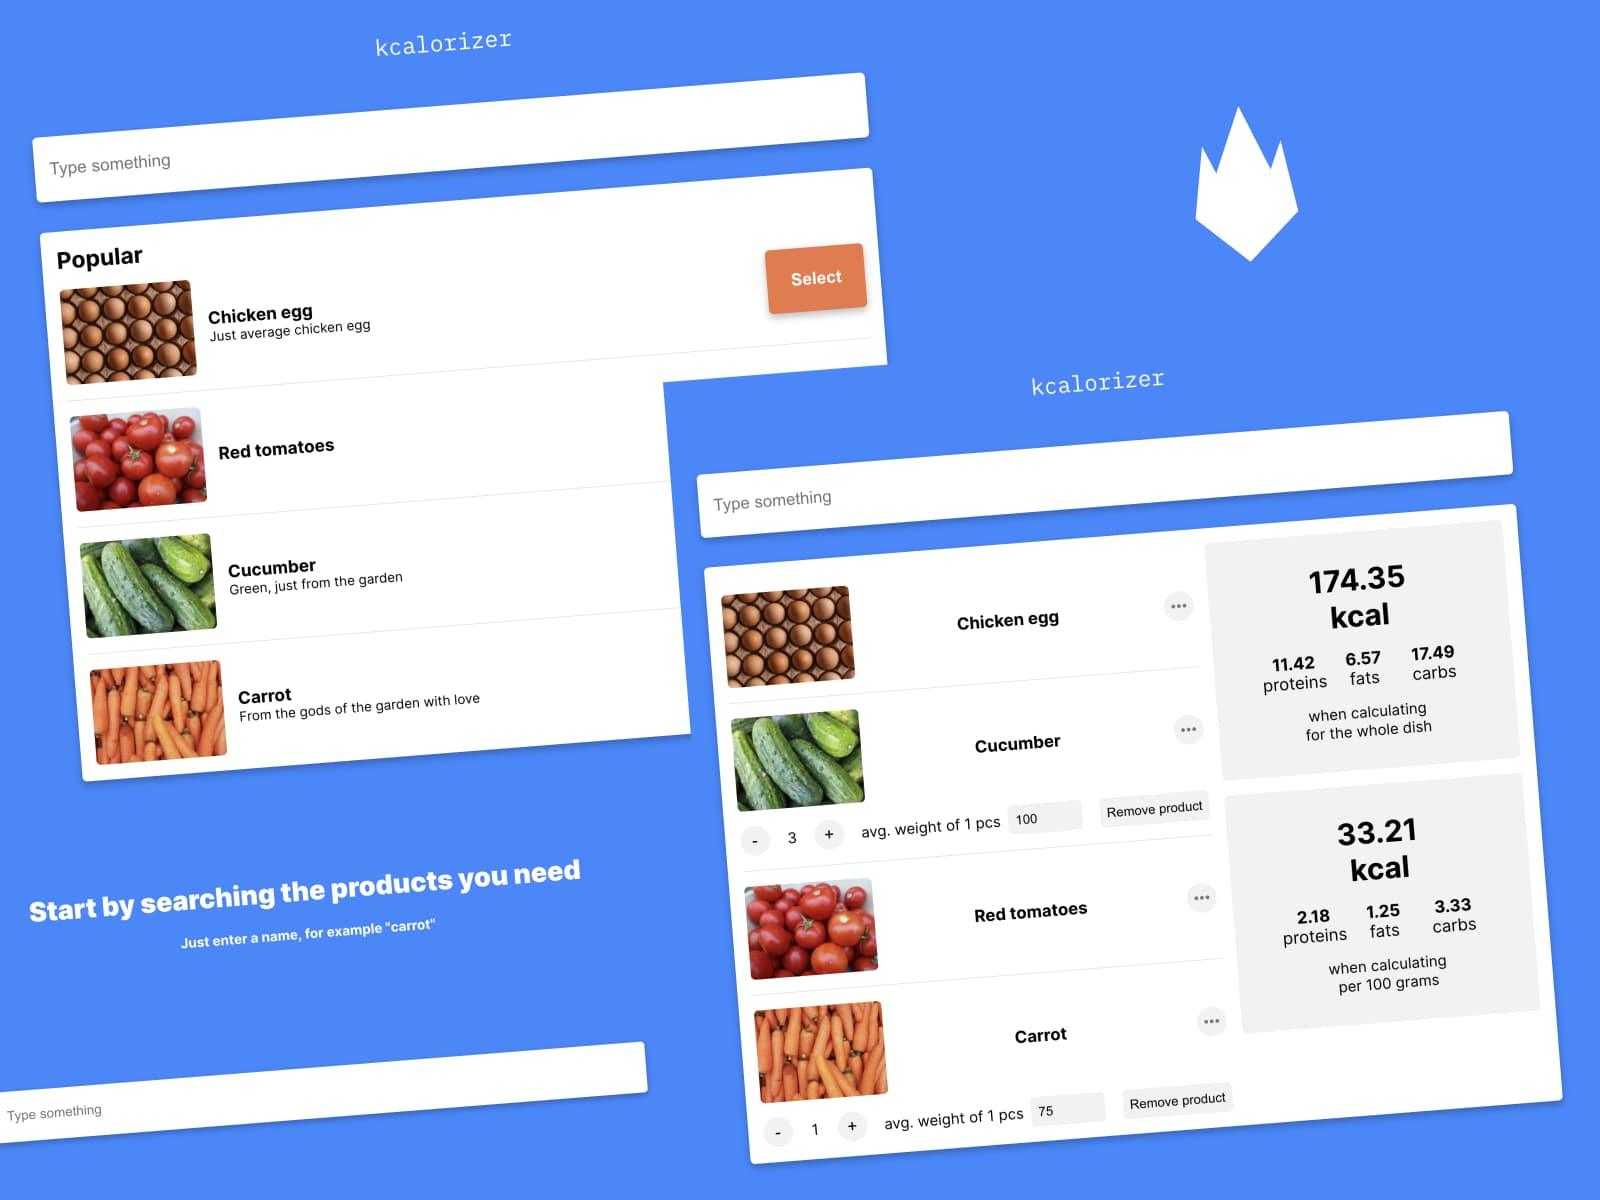 kcalorizer
Type something
Popular
Select
Chicken egg
Just average chicken egg
Red tomatoes
Cucumber
Green, just from the garden
Carrot
From the gods of the garden with love
Start by searching the products you need
Just enter a name, for example "carrot"
Type something
kcalorizer
Type something
Chicken egg
Cucumber
- 3 + avg. weight of 1 pcs 100 Remove product
Red tomatoes
Carrot
- 1 + avg. weight of 1 pcs 75 Remove product
174.35
kcal
11.42 6.57 17.49
proteins fats carbs
when calculating
for the whole dish
33.21
kcal
2.18 1.25 3.33
proteins fats carbs
when calculating
per 100 grams